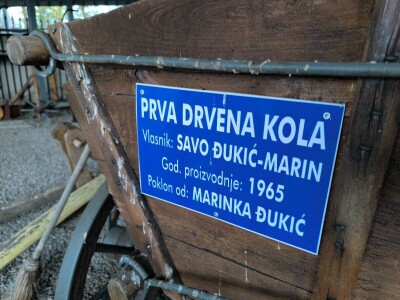 PRVA DRVENA KOLA
Vlasnik: SAVO ĐUKIĆ-MARIN
God. proizvodnje: 1965
Poklon od: MARINKA ĐUKIĆ